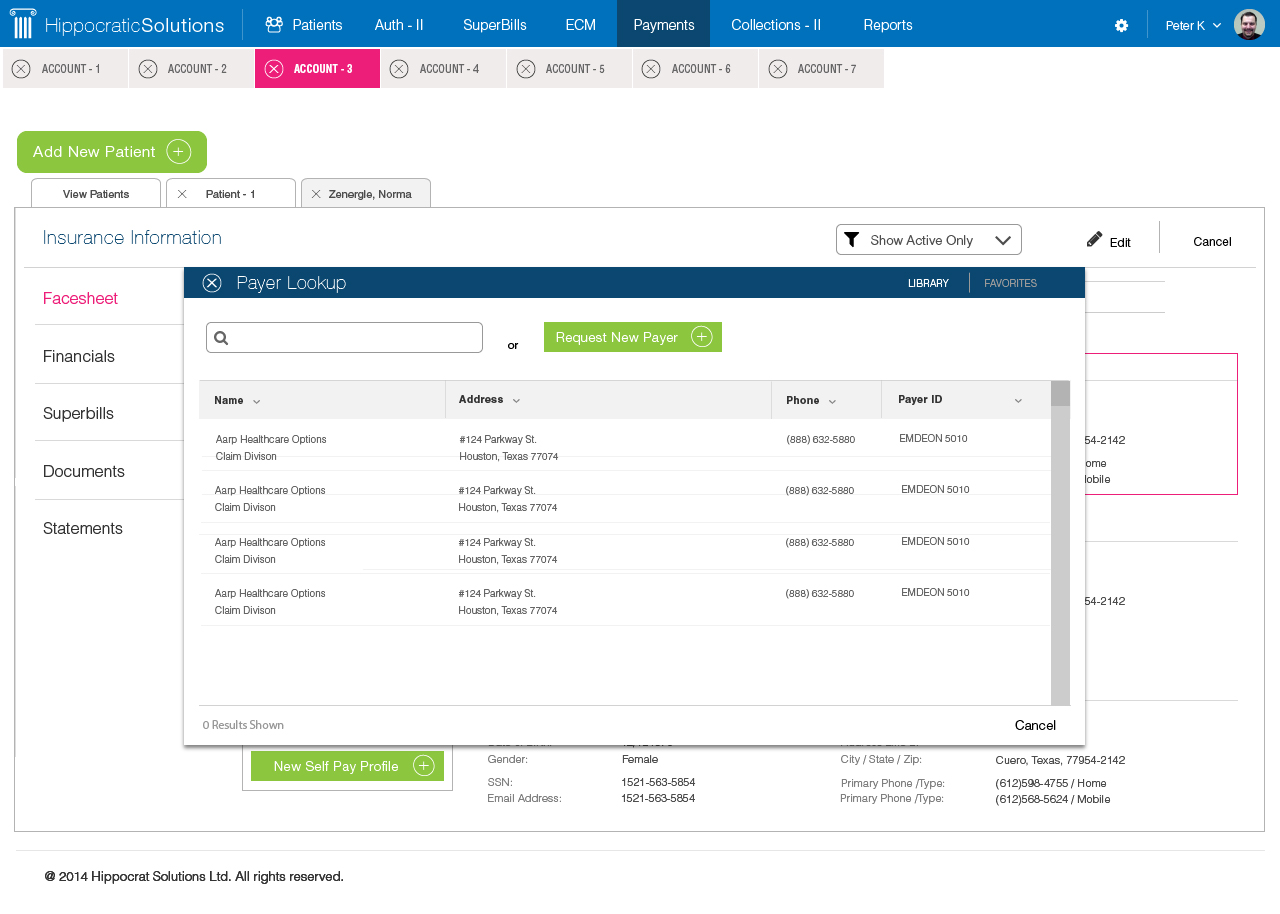 HippocraticSolutions
Patients
Auth - II
SuperBills
ECM
Payments
Collections - II
Reports
Peter K
ACCOUNT - 1
ACCOUNT - 2
ACCOUNT - 3
ACCOUNT - 4
ACCOUNT - 5
ACCOUNT - 6
ACCOUNT - 7
Add New Patient
View Patients
Patient - 1
Zenergle, Norma
Insurance Information
Show Active Only
Edit
Cancel
Facesheet
Financials
Superbills
Documents
Statements
Payer Lookup
LIBRARY
FAVORITES
or
Request New Payer
Name
Address
Phone
Payer ID
Aarp Healthcare Options
Claim Divison
#124 Parkway St.
Houston, Texas 77074
(888) 632-5880
EMDEON 5010
Aarp Healthcare Options
Claim Divison
#124 Parkway St.
Houston, Texas 77074
(888) 632-5880
EMDEON 5010
Aarp Healthcare Options
Claim Divison
#124 Parkway St.
Houston, Texas 77074
(888) 632-5880
EMDEON 5010
Aarp Healthcare Options
Claim Divison
#124 Parkway St.
Houston, Texas 77074
(888) 632-5880
EMDEON 5010
0 Results Shown
Cancel
54-2142
ome
54-2142
New Self Pay Profile
Gender:
Female
SSN:
1521-563-5854
Email Address:
1521-563-5854
City / State / Zip:
Cuero, Texas, 77954-2142
Primary Phone /Type:
(612)598-4755 / Home
Primary Phone /Type:
(612)568-5624 / Mobile
@ 2014 Hippocrat Solutions Ltd. All rights reserved.